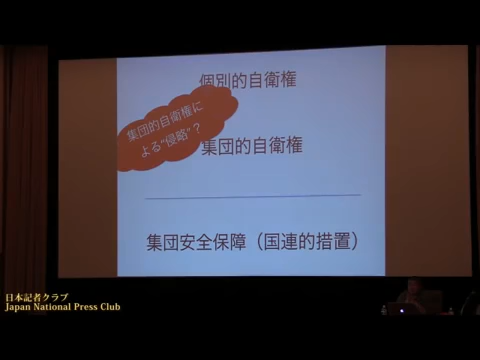 個別的自衛権
集団的自衛権に
よる“侵略”？
集団的自衛権
集団安全保障（国連的措置）
日本記者クラブ
Japan National Press Club